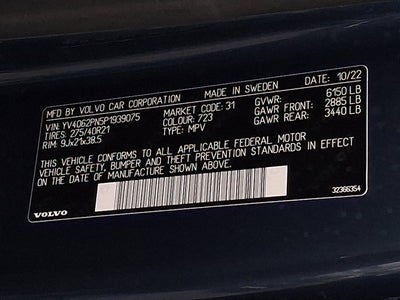 MFD BY VOLVO CAR CORPORATION MADE IN SWEDEN DATE: 10/22
VIN: YV4062PN5P1939075 MARKET: 31 GVWR: 6150 LB
TIRES: 275/40R21 COLOUR: 723 GAWR FRONT: 2885 LB
RIM: 9Jx21x38.5 TYPE: MPV GAWR REAR: 3440 LB
THIS VEHICLE CONFORMS TO ALL APPLICABLE FEDERAL MOTOR
VEHICLE SAFETY, BUMPER AND THEFT PREVENTION STANDARDS IN EFFECT
ON THE DATE OF MANUFACTURE SHOWN ABOVE.
VOLVO 32366354